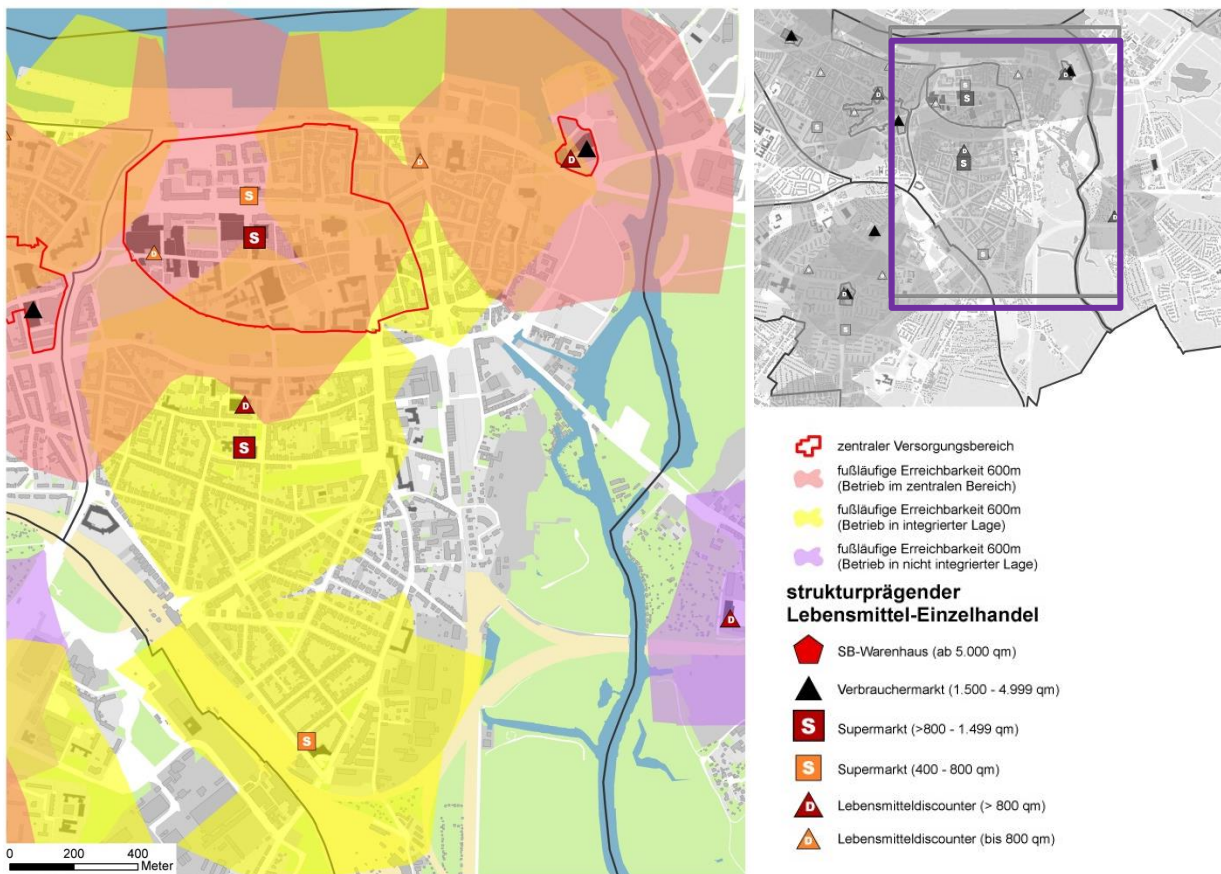 S
D
D
S
D
D
S
D
S
0 200 400
Meter
zentraler Versorgungsbereich
fußläufige Erreichbarkeit 600m
(Betrieb im zentralen Bereich)
fußläufige Erreichbarkeit 600m
(Betrieb in integrierter Lage)
fußläufige Erreichbarkeit 600m
(Betrieb in nicht integrierter Lage)
strukturprägender
Lebensmittel-Einzelhandel
SB-Warenhaus (ab 5.000 qm)
Verbrauchermarkt (1.500 - 4.999 qm)
S Supermarkt (>800 - 1.499 qm)
S Supermarkt (400 - 800 qm)
D Lebensmitteldiscounter (> 800 qm)
D Lebensmitteldiscounter (bis 800 qm)